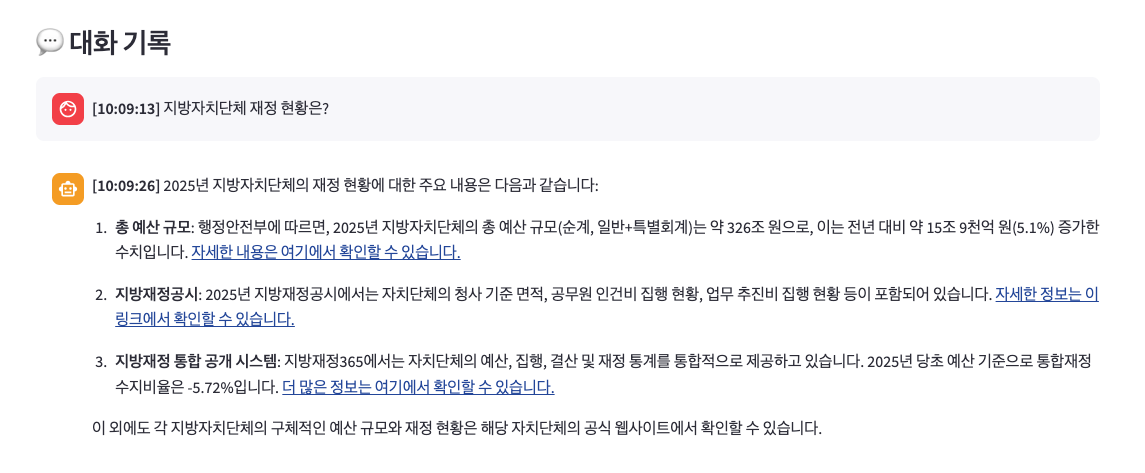 💬 대화 기록
[10:09:13] 지방자치단체 재정 현황은?
[10:09:26] 2025년 지방자치단체의 재정 현황에 대한 주요 내용은 다음과 같습니다:
1. 총 예산 규모: 행정안전부에 따르면, 2025년 지방자치단체의 총 예산 규모(순계, 일반+특별회계)는 약 326조 원으로, 이는 전년 대비 약 15조 9천억 원(5.1%) 증가한
수치입니다. 자세한 내용은 여기에서 확인할 수 있습니다.
2. 지방재정공시: 2025년 지방재정공시에서는 자치단체의 청사 기준 면적, 공무원 인건비 집행 현황, 업무 추진비 집행 현황 등이 포함되어 있습니다. 자세한 정보는 이
링크에서 확인할 수 있습니다.
3. 지방재정 통합 공개 시스템: 지방재정365에서는 자치단체의 예산, 집행, 결산 및 재정 통계를 통합적으로 제공하고 있습니다. 2025년 당초 예산 기준으로 통합재정
수지비율은 -5.72%입니다. 더 많은 정보는 여기에서 확인할 수 있습니다.
이 외에도 각 지방자치단체의 구체적인 예산 규모와 재정 현황은 해당 자치단체의 공식 웹사이트에서 확인할 수 있습니다.